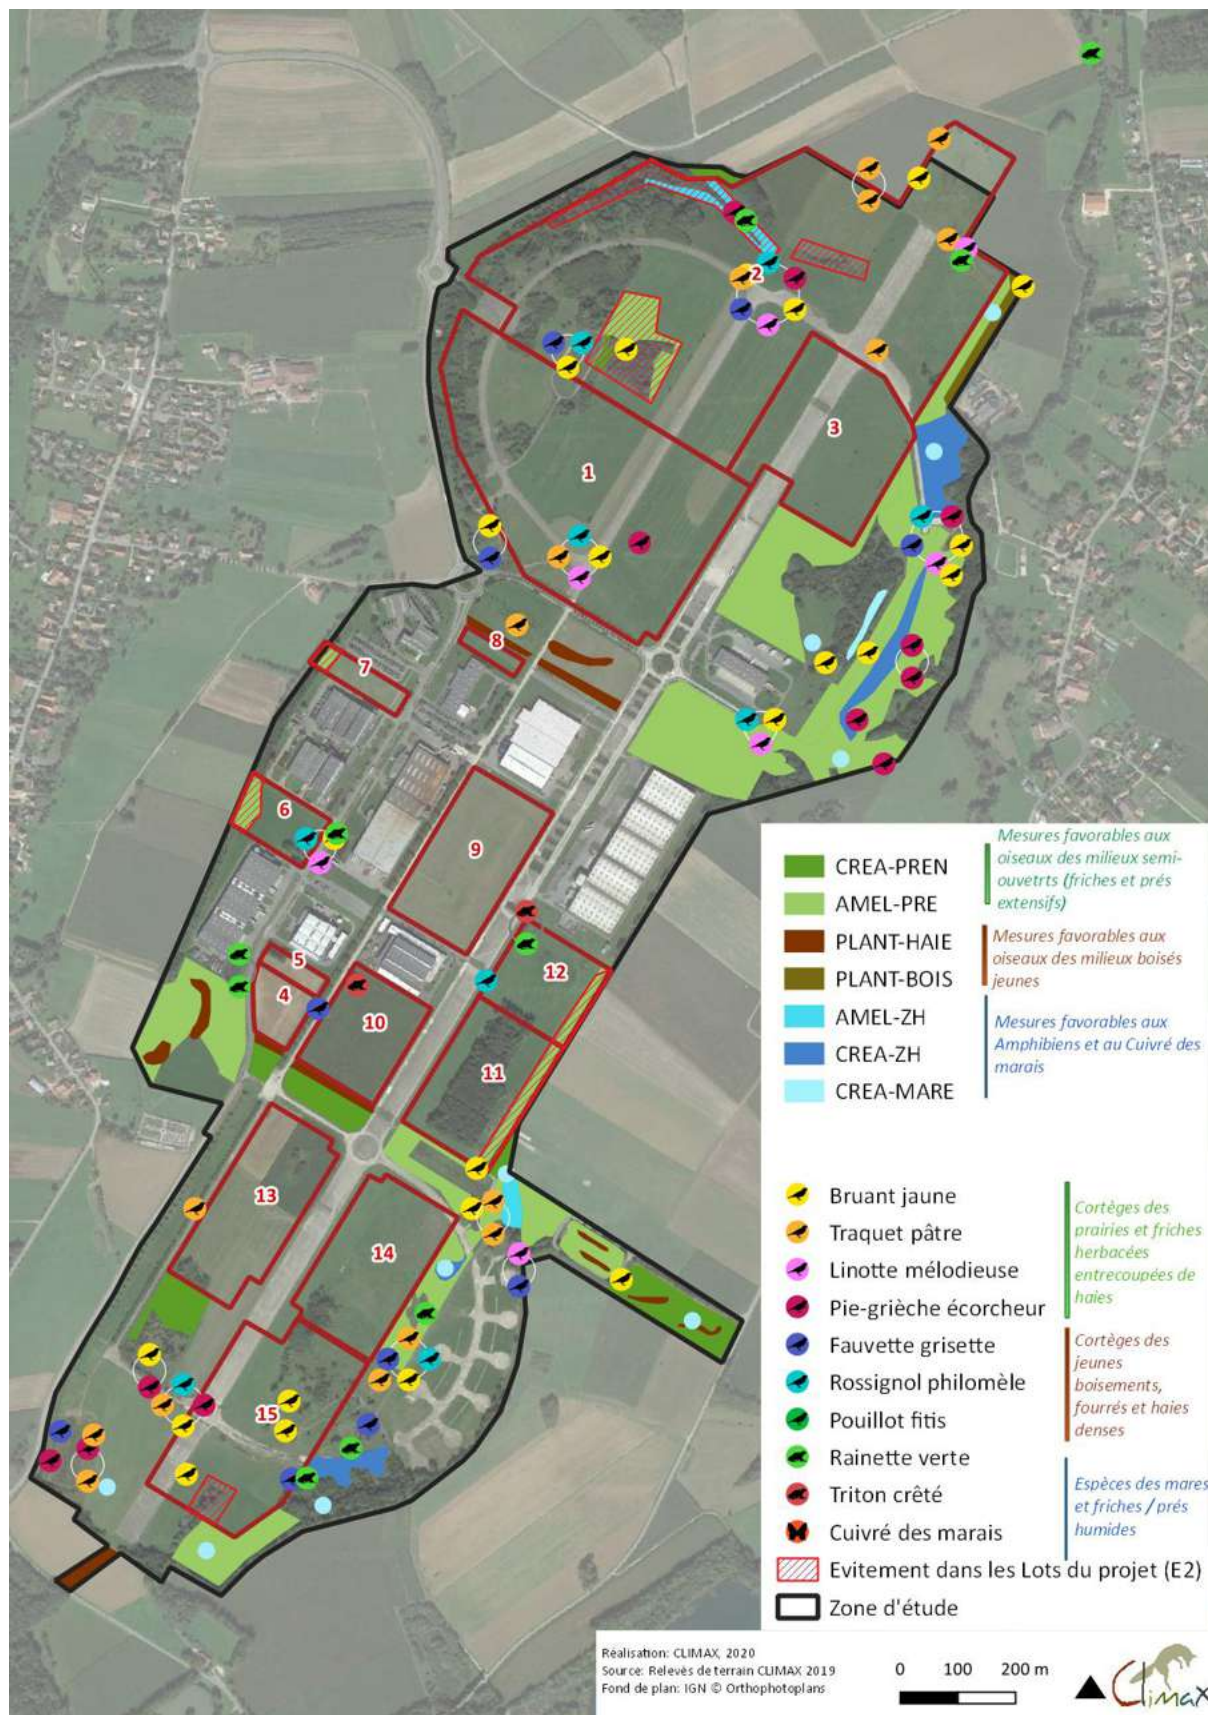 2
3
1
8
7
6
9
5
4
12
10
11
13
14
15
CREA-PREN
AMEL-PRE
PLANT-HAIE
PLANT-BOIS
AMEL-ZH
CREA-ZH
CREA-MARE
Mesures favorables aux
oiseaux des milieux semi-
ouvetrts (friches et prés
extensifs)
Mesures favorables aux
oiseaux des milieux boisés
jeunes
Mesures favorables aux
Amphibiens et au Cuivré des
marais
Bruant jaune
Traquet pâtre
Linotte mélodieuse
Pie-grièche écorcheur
Fauvette grisette
Rossignol philomèle
Pouillot fitis
Rainette verte
Triton crêté
Cuivré des marais
Evitement dans les Lots du projet (E2)
Zone d'étude
Cortèges des
prairies et friches
herbacées
entrecoupées de
haies
Cortèges des
jeunes
boisements,
fourrés et haies
denses
Espèces des mares
et friches / prés
humides
Réalisation: CLIMAX, 2020
Source: Relevés de terrain CLIMAX 2019
Fond de plan: IGN © Orthophotoplans
0 100 200 m
Climax